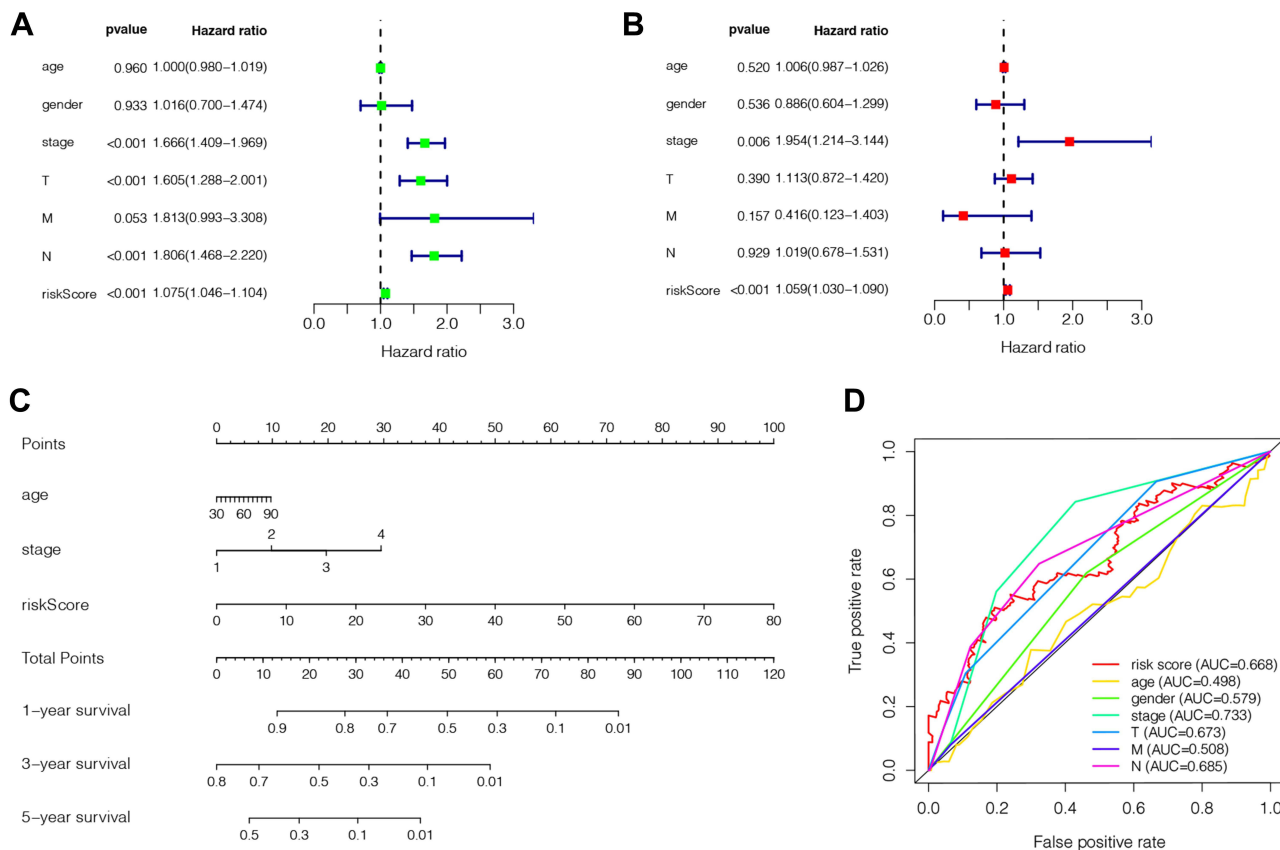 A
pvalue Hazard ratio
age 0.960 1.000(0.980−1.019)
gender 0.933 1.016(0.700−1.474)
stage <0.001 1.666(1.409−1.969)
T <0.001 1.605(1.288−2.001)
M 0.053 1.813(0.993−3.308)
N <0.001 1.806(1.468−2.220)
riskScore <0.001 1.075(1.046−1.104)
0.0 1.0 2.0 3.0
Hazard ratio
B
pvalue Hazard ratio
age 0.520 1.006(0.987−1.026)
gender 0.536 0.886(0.604−1.299)
stage 0.006 1.954(1.214−3.144)
T 0.390 1.113(0.872−1.420)
M 0.157 0.416(0.123−1.403)
N 0.929 1.019(0.678−1.531)
riskScore <0.001 1.059(1.030−1.090)
0.0 1.0 2.0 3.0
Hazard ratio
C
Points 0 10 20 30 40 50 60 70 80 90 100
age
30 60 90
2 4
stage
1 3
riskScore
0 10 20 30 40 50 60 70 80
Total Points
0 10 20 30 40 50 60 70 80 90 100 110 120
1−year survival
0.9 0.8 0.7 0.5 0.3 0.1 0.01
3−year survival
0.8 0.7 0.5 0.3 0.1 0.01
5−year survival
0.5 0.3 0.1 0.01
D
True positive rate
1.0
0.8
0.6
0.4
0.2
0.0
risk score (AUC=0.668)
age (AUC=0.498)
gender (AUC=0.579)
stage (AUC=0.733)
T (AUC=0.673)
M (AUC=0.508)
N (AUC=0.685)
0.0 0.2 0.4 0.6 0.8 1.0
False positive rate